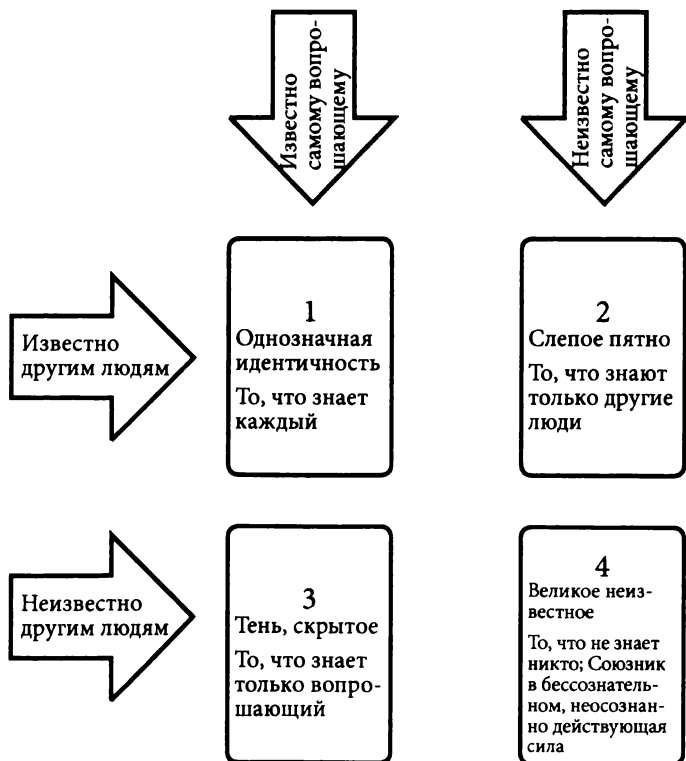 Известно
самому вопро-
шающему
Неизвестно
самому вопро-
шающему
Известно
другим людям
1
Однозначная
идентичность
То, что знает
каждый
2
Слепое пятно
То, что знают
только другие
люди
Неизвестно
другим людям
3
Тень, скрытое
То, что знает
только вопро-
шающий
4
Великое неиз-
вестное
То, что не знает
никто; Союзник
в бессознатель-
ном, неосознан-
но действующая
сила